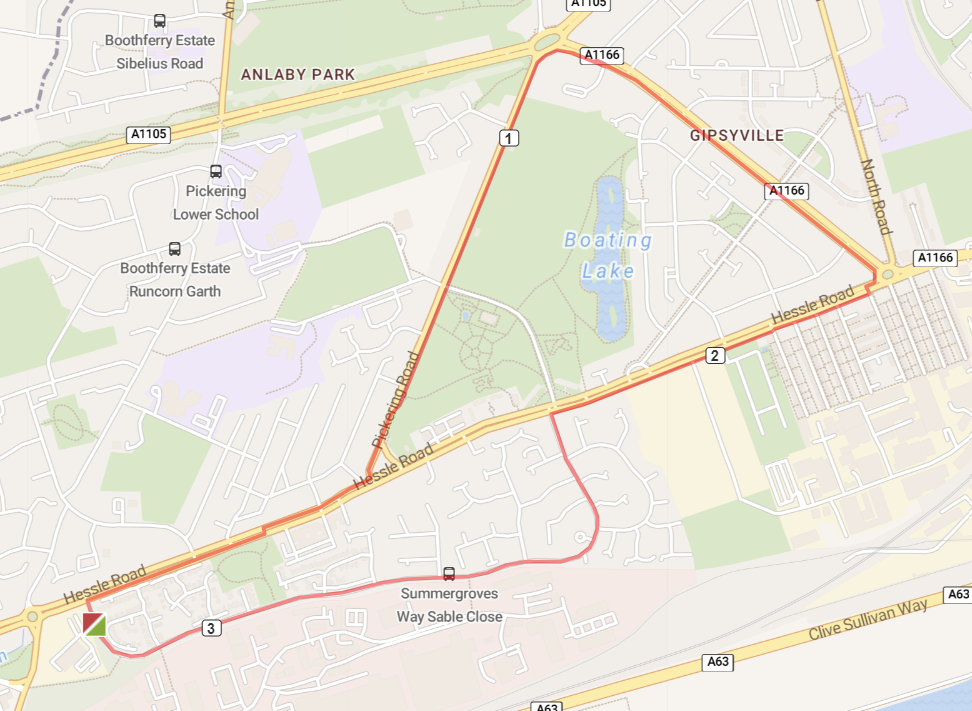 A1105
Boothferry Estate
Sibelius Road
ANLABY PARK
A1166
1
A1105
GIPSYVILLE
Pickering
Lower School
A1166
North Road
Boating
Lake
Boothferry Estate
Runcorn Garth
A1166
Hessle Road
2
Pickering Road
Hessle Road
Hessle Road
Summergroves
Way Sable Close
3
A63
Clive Sullivan Way
A63
A63